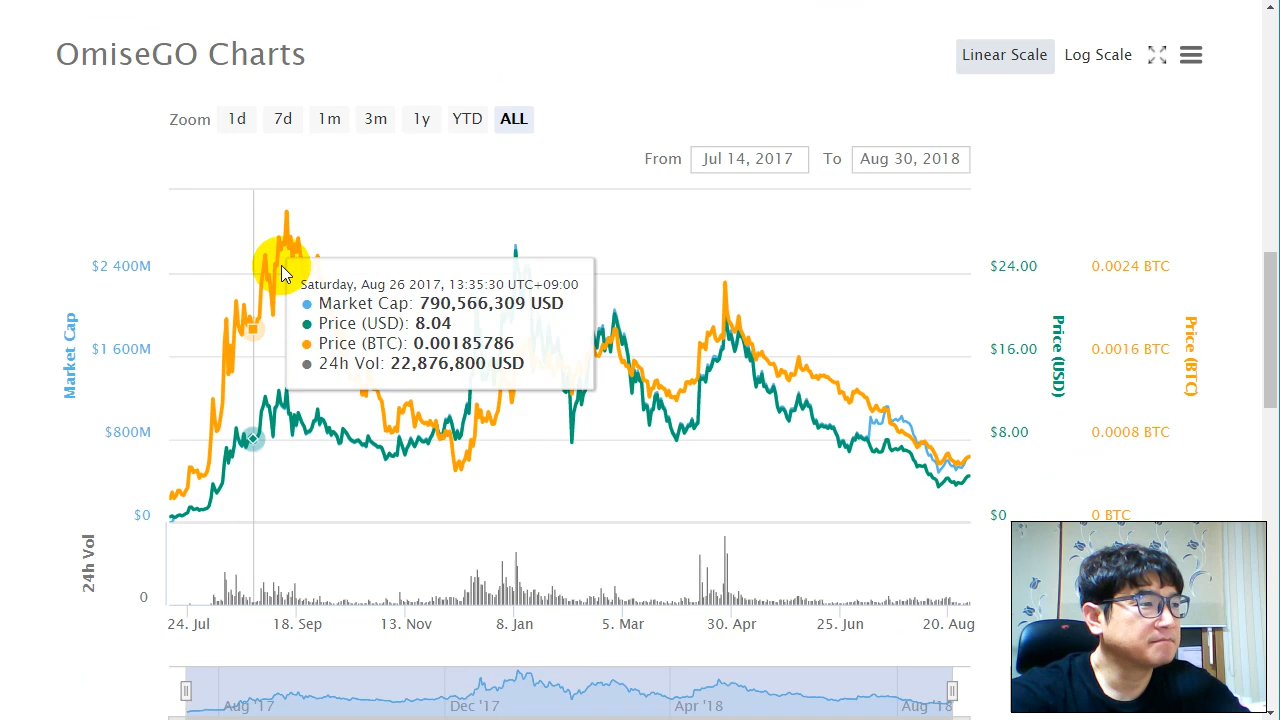 OmiseGO Charts
Linear Scale Log Scale
Zoom 1d 7d 1m 3m 1y YTD ALL
From Jul 14, 2017 To Aug 30, 2018
$2 400M $24.00 0.0024 BTC
Saturday, Aug 26 2017, 13:35:30 UTC+09:00
Market Cap: 790,566,309 USD
Price (USD): 8.04
Price (BTC): 0.00185786
24h Vol: 22,876,800 USD
Market Cap
$1 600M $16.00 0.0016 BTC
Price (USD)
Price (BTC)
$800M $8.00 0.0008 BTC
$0 $0 0 BTC
24h Vol
0
24. Jul 18. Sep 13. Nov 8. Jan 5. Mar 30. Apr 25. Jun 20. Aug
Aug '17 Dec '17 Apr '18 Aug '18